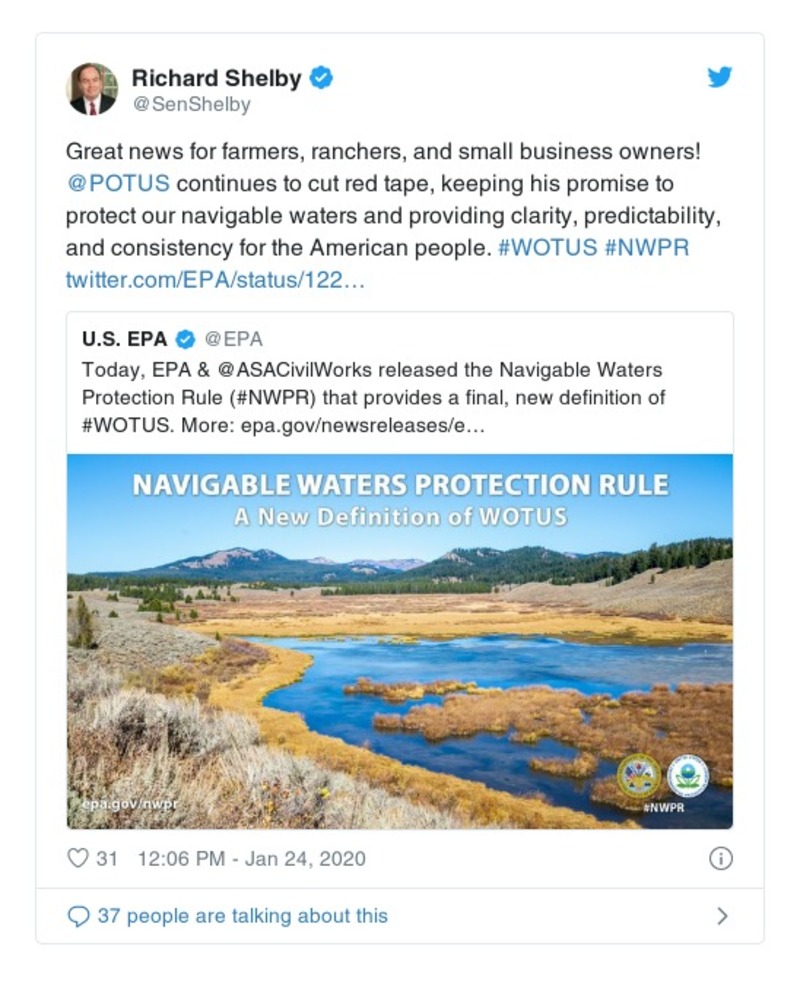 Richard Shelby
@SenShelby
Great news for farmers, ranchers, and small business owners!
@POTUS continues to cut red tape, keeping his promise to
protect our navigable waters and providing clarity, predictability,
and consistency for the American people. #WOTUS #NWPR
twitter.com/EPA/status/122…
U.S. EPA @EPA
Today, EPA & @ASACivilWorks released the Navigable Waters
Protection Rule (#NWPR) that provides a final, new definition of
#WOTUS. More: epa.gov/newsreleases/e…
NAVIGABLE WATERS PROTECTION RULE
A New Definition of WOTUS
epa.gov/nwpr
#NWPR
31 12:06 PM - Jan 24, 2020
37 people are talking about this